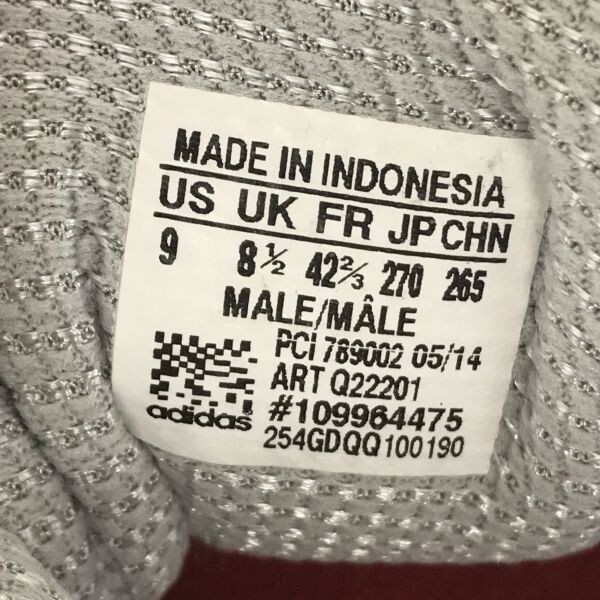 MADE IN INDONESIA
US UK FR JP CHN
9 8½ 42⅔ 270 265
MALE/MÂLE
PCI 789002 05/14
ART Q22201
#109964475
adidas
254GDQQ100190